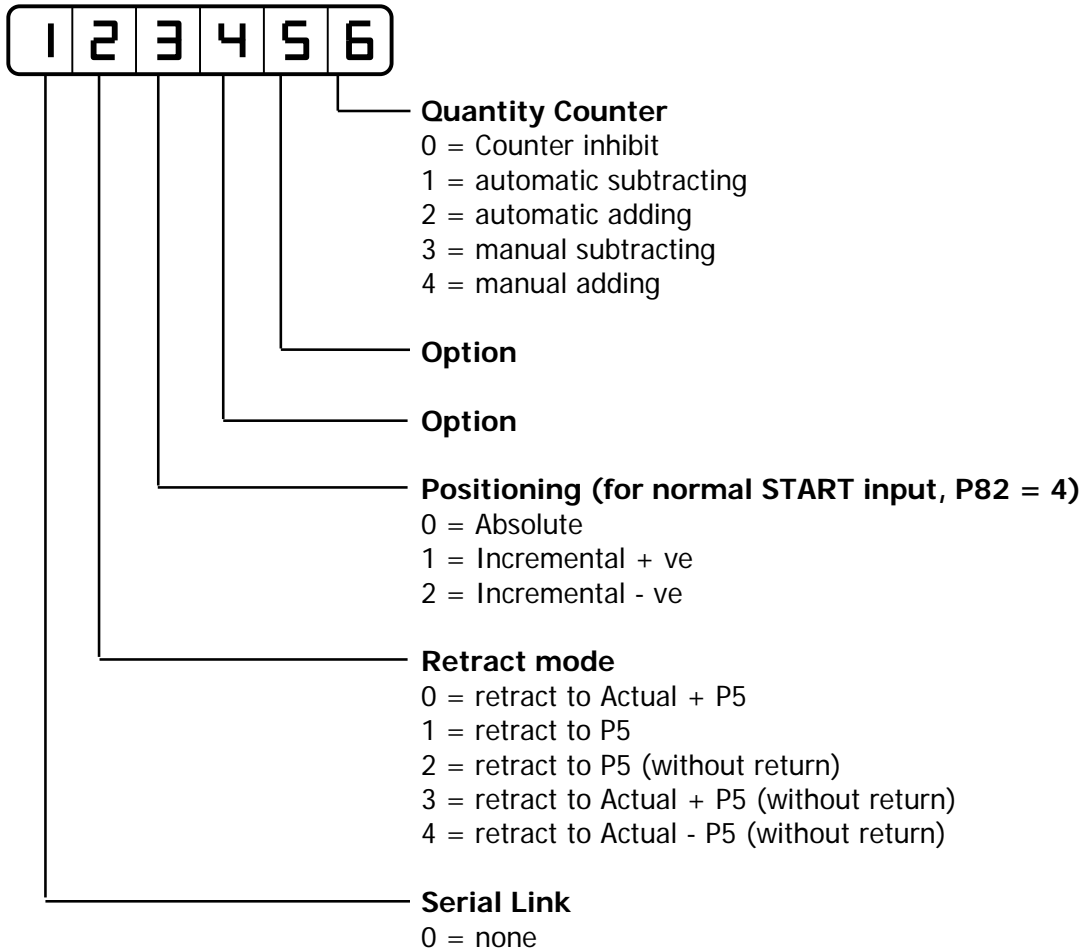 1 2 3 4 5 6
Quantity Counter
0 = Counter inhibit
1 = automatic subtracting
2 = automatic adding
3 = manual subtracting
4 = manual adding
Option
Option
Positioning (for normal START input, P82 = 4)
0 = Absolute
1 = Incremental + ve
2 = Incremental - ve
Retract mode
0 = retract to Actual + P5
1 = retract to P5
2 = retract to P5 (without return)
3 = retract to Actual + P5 (without return)
4 = retract to Actual - P5 (without return)
Serial Link
0 = none